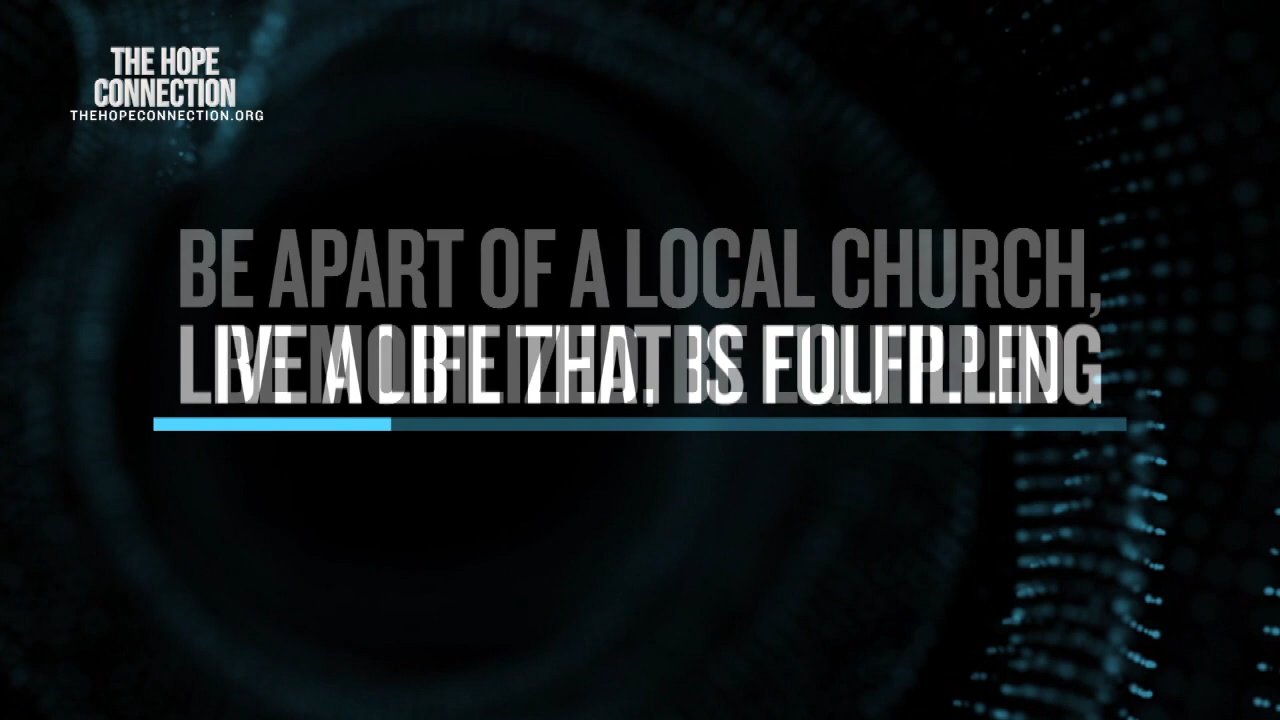 THE HOPE
CONNECTION
THEHOPECONNECTION.ORG
BE APART OF A LOCAL CHURCH,
LIVE A LIFE THAT IS FULFILLING